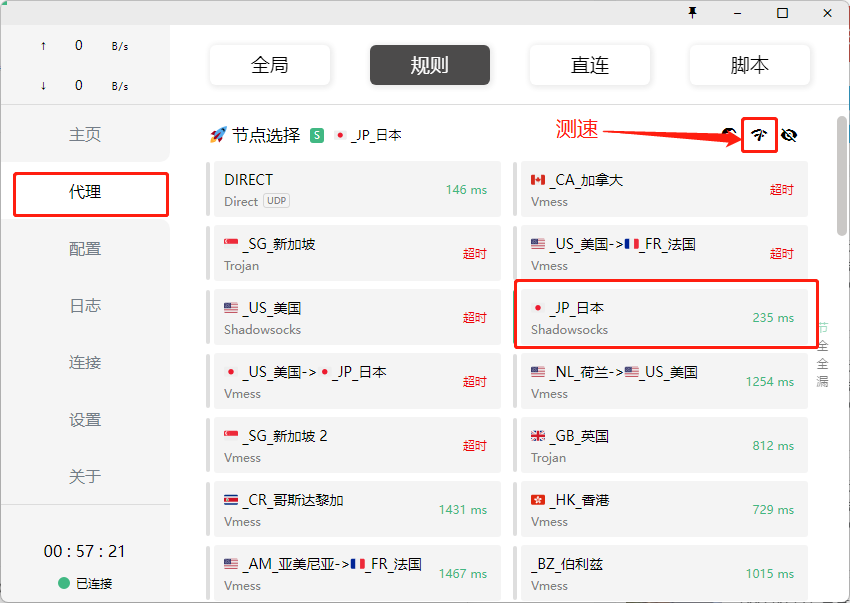 ↑ 0 B/s
↓ 0 B/s
全局 规则 直连 脚本
主页
代理
配置
日志
连接
设置
关于
00 : 57 : 21
已连接
节点选择 S _JP_日本
测速
DIRECT
Direct UDP
146 ms
_CA_加拿大
Vmess
超时
_SG_新加坡
Trojan
超时
_US_美国->_FR_法国
Vmess
超时
_US_美国
Shadowsocks
超时
_JP_日本
Shadowsocks
235 ms
_US_美国->_JP_日本
Vmess
超时
_NL_荷兰->_US_美国
Vmess
1254 ms
_SG_新加坡 2
Vmess
超时
_GB_英国
Trojan
812 ms
_CR_哥斯达黎加
Vmess
1431 ms
_HK_香港
Vmess
729 ms
_AM_亚美尼亚->_FR_法国
Vmess
1467 ms
_BZ_伯利兹
Vmess
1015 ms
节
全
全
漏